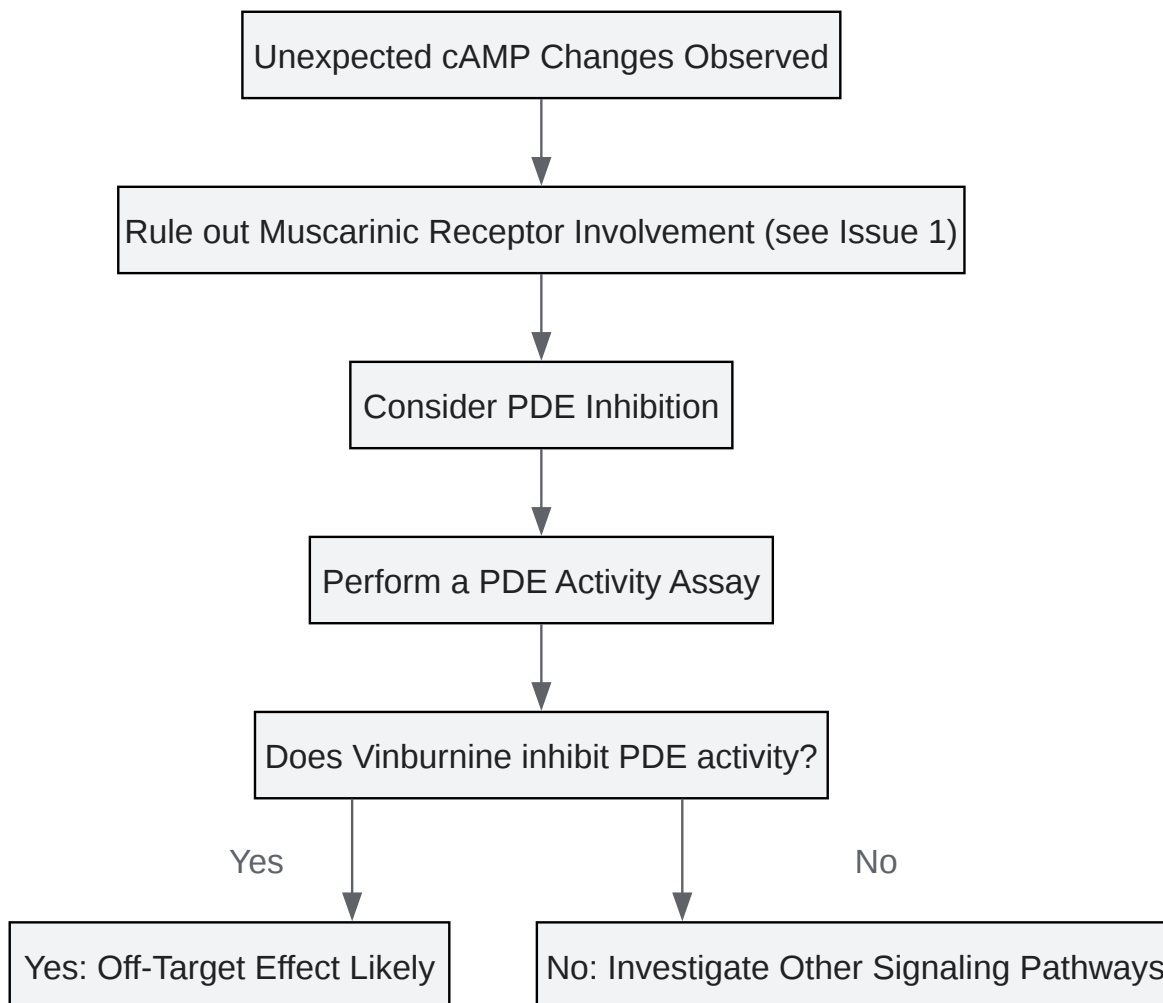 Unexpected cAMP Changes Observed
Rule out Muscarinic Receptor Involvement (see Issue 1)
Consider PDE Inhibition
Perform a PDE Activity Assay
Does Vinburnine inhibit PDE activity?
Yes
No
Yes: Off-Target Effect Likely
No: Investigate Other Signaling Pathways